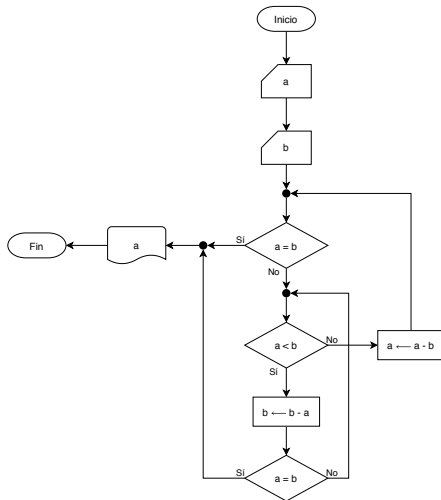 Inicio
a
b
a = b
Sí
No
a
Fin
a < b
No
Sí
a ⟵ a - b
b ⟵ b - a
a = b
Sí
No